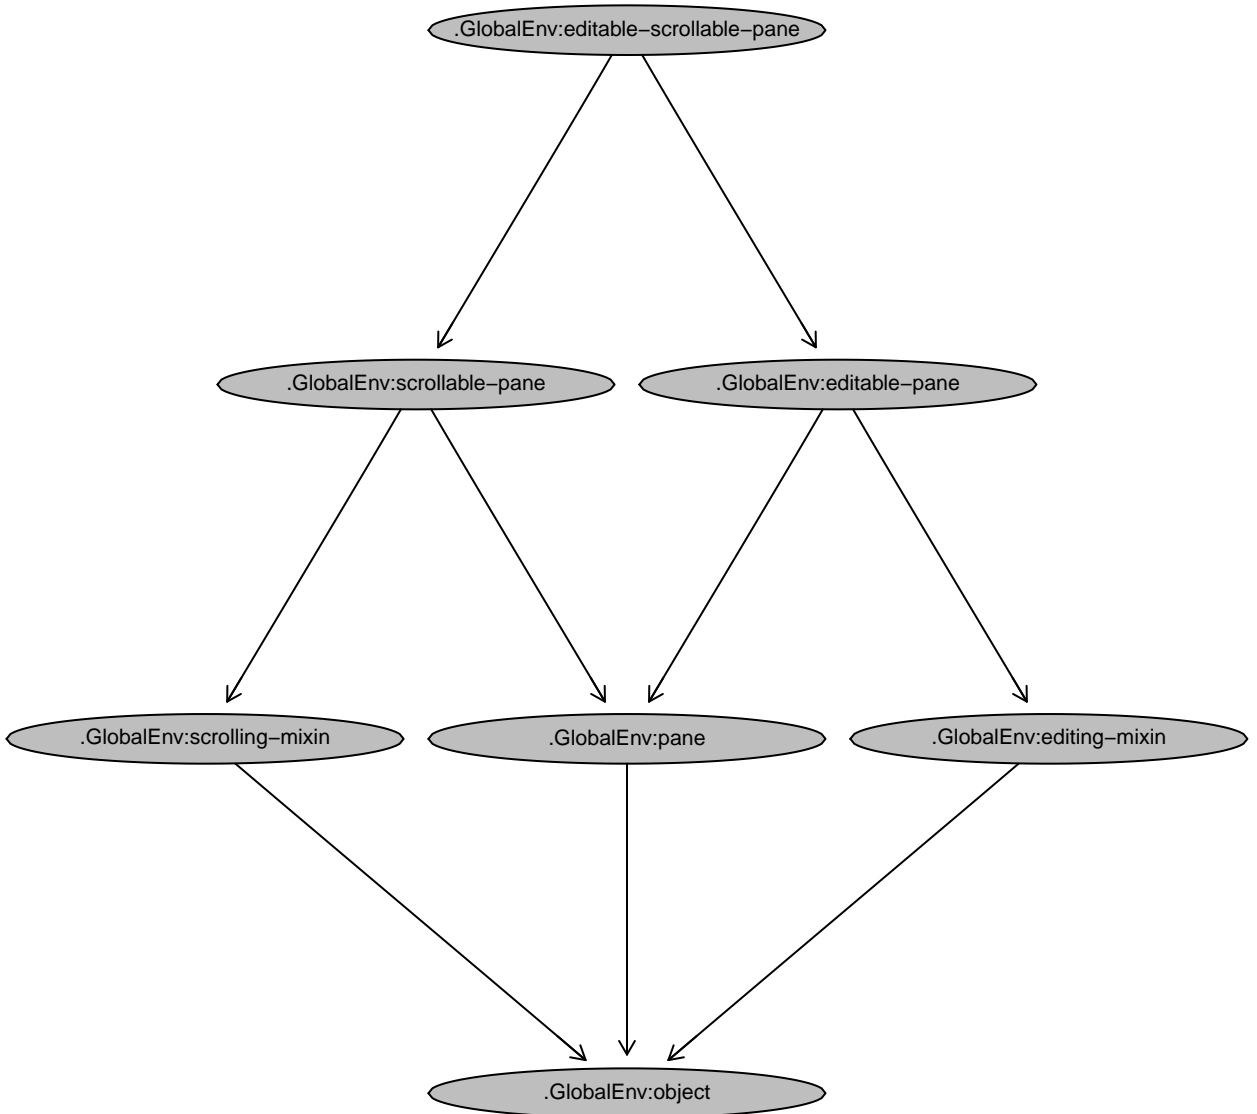 .GlobalEnv:editable−scrollable−pane
.GlobalEnv:scrollable−pane
.GlobalEnv:editable−pane
.GlobalEnv:scrolling−mixin
.GlobalEnv:pane
.GlobalEnv:editing−mixin
.GlobalEnv:object